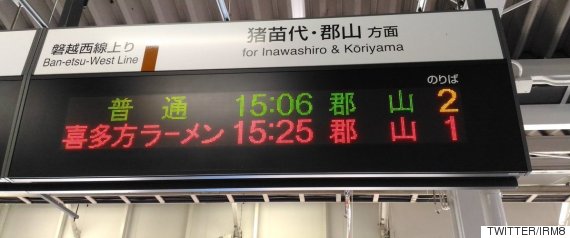 磐越西線上り
Ban-etsu-West Line
猪苗代・郡山 方面
for Inawashiro & Kōriyama
のりば
普通 15:06 郡山 2
喜多方ラーメン 15:25 郡山 1
TWITTER/IRM8